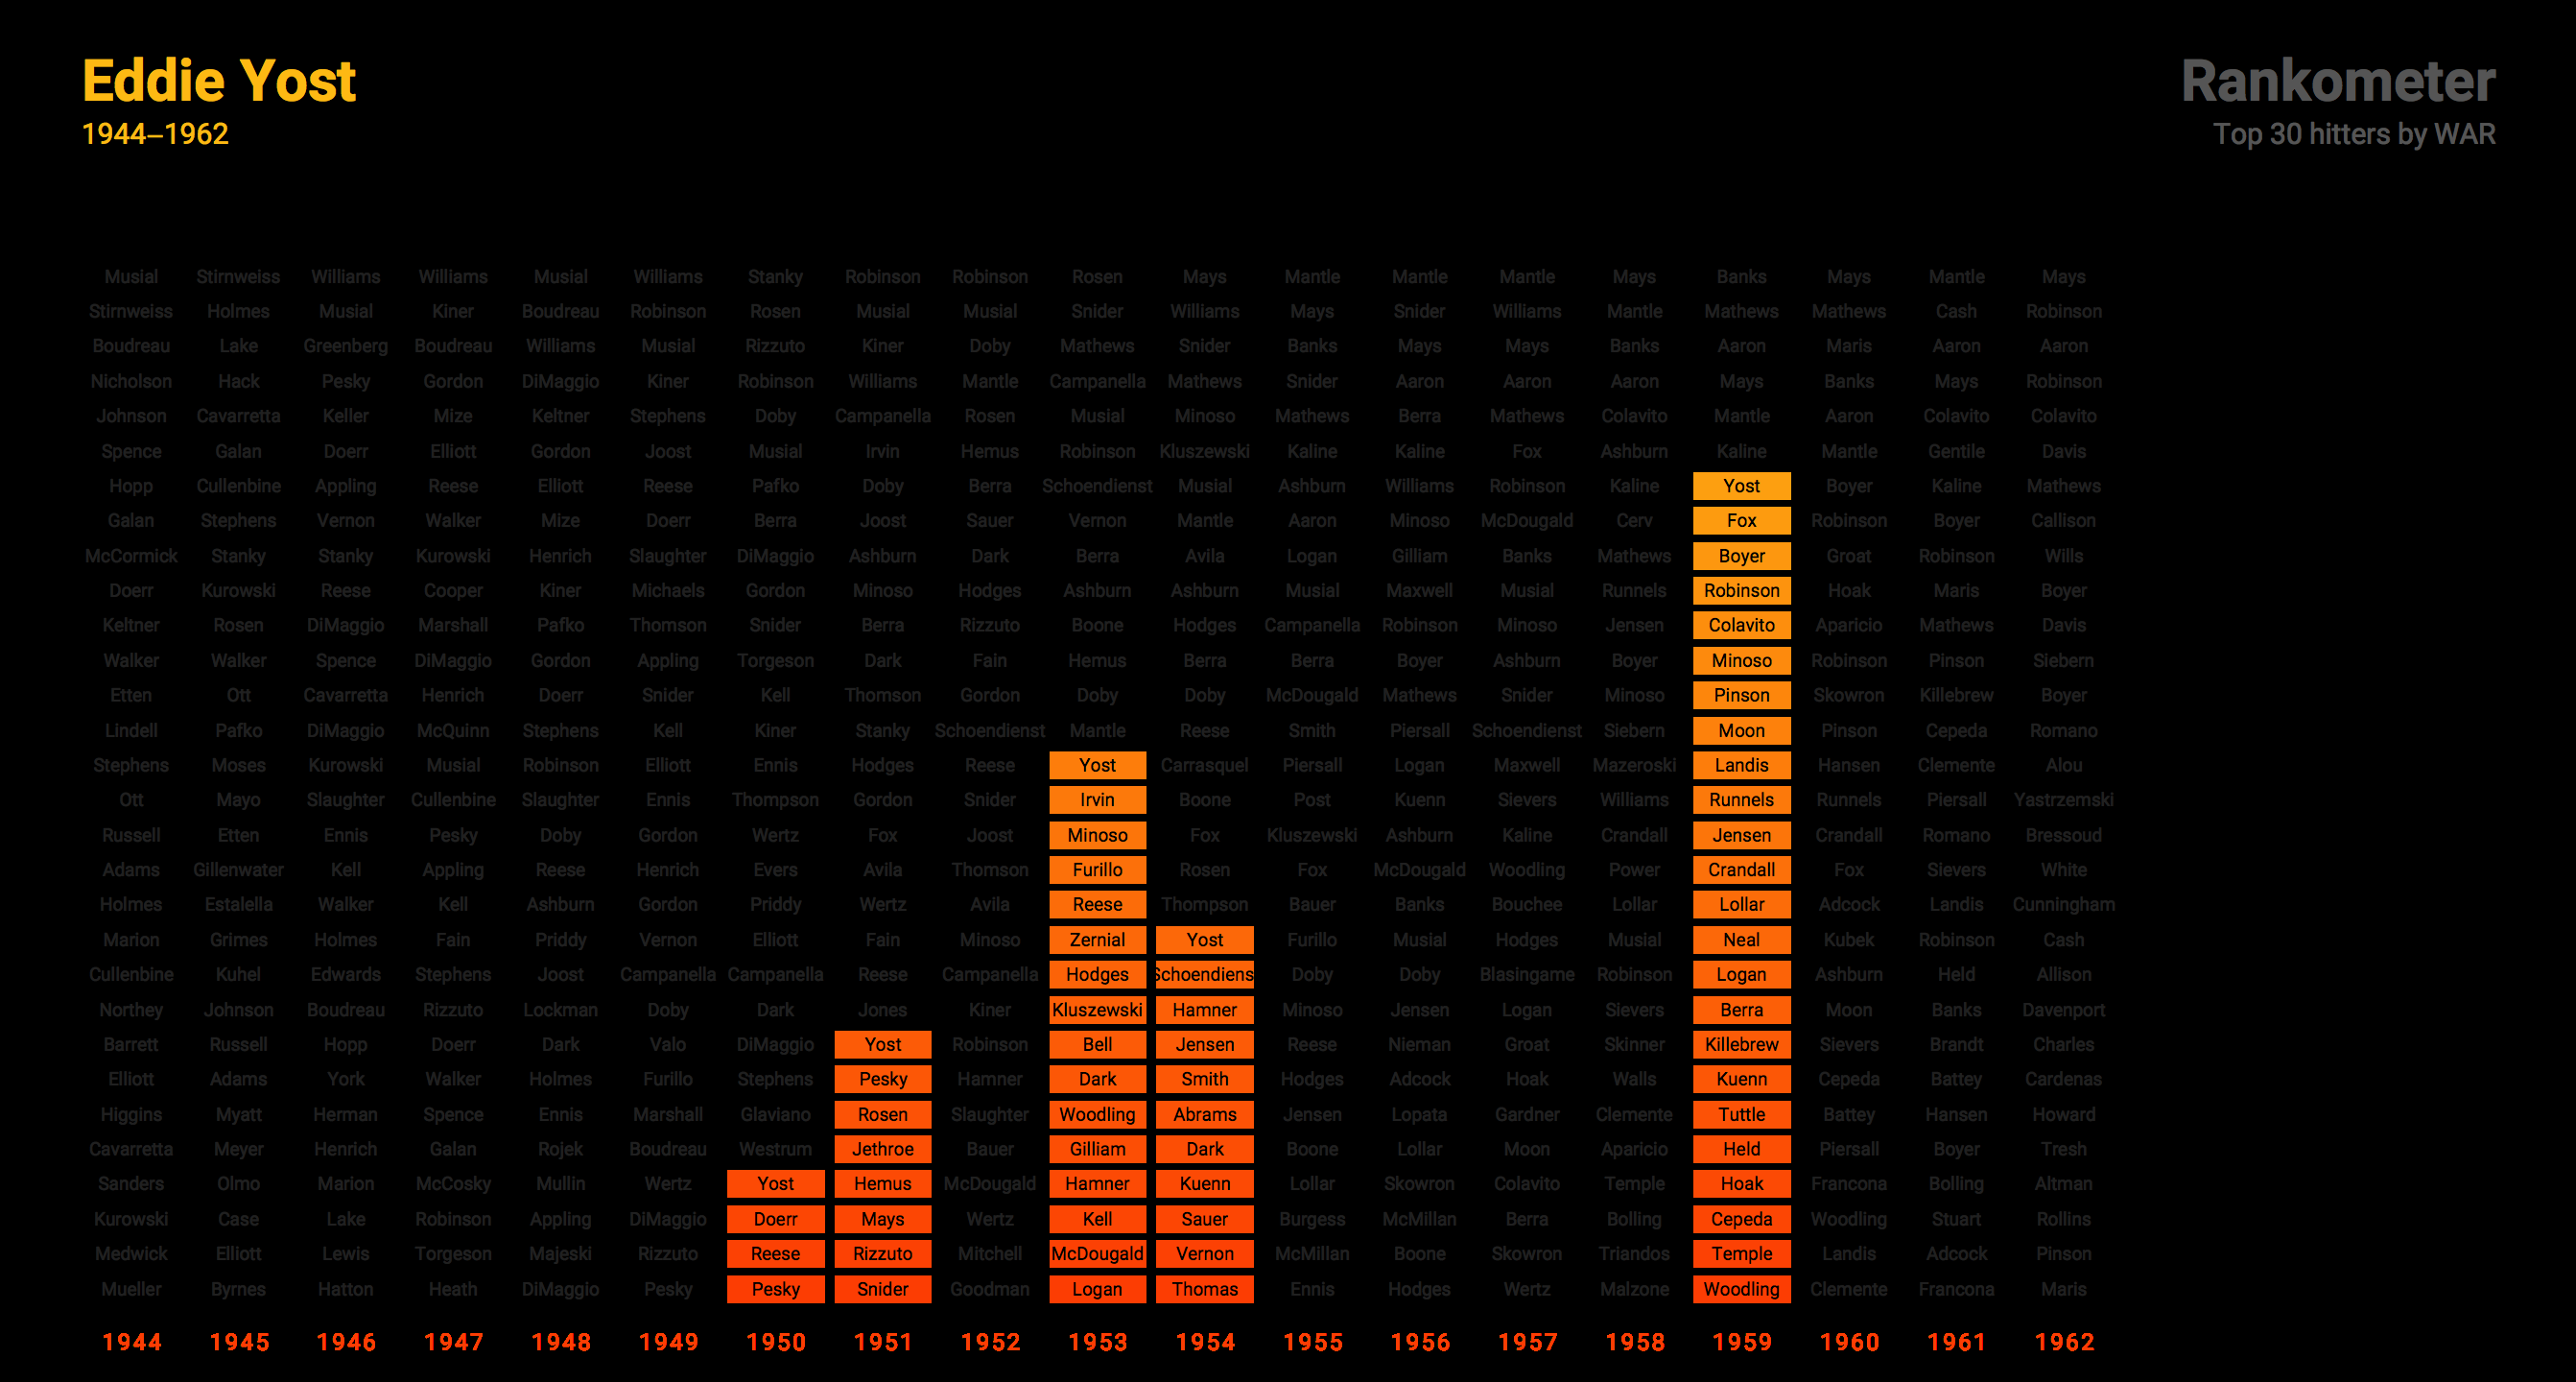 Eddie Yost Rankometer
1944–1962 Top 30 hitters by WAR
Musial Stirnweiss Williams Williams Musial Williams Stanky Robinson Robinson Rosen Mays Mantle Mantle Mantle Mays Banks Mays Mantle Mays
Stirnweiss Holmes Musial Kiner Boudreau Robinson Rosen Musial Musial Snider Williams Mays Snider Williams Mantle Mathews Mathews Cash Robinson
Boudreau Lake Greenberg Boudreau Williams Musial Rizzuto Kiner Doby Mathews Snider Banks Mays Mays Banks Aaron Maris Aaron Aaron
Nicholson Hack Pesky Gordon DiMaggio Kiner Robinson Williams Mantle Campanella Mathews Snider Aaron Aaron Aaron Mays Banks Mays Robinson
Johnson Cavarretta Keller Mize Keltner Stephens Doby Campanella Rosen Musial Minoso Mathews Berra Mathews Colavito Mantle Aaron Colavito Colavito
Spence Galan Doerr Elliott Gordon Joost Musial Irvin Hemus Robinson Kluszewski Kaline Kaline Fox Ashburn Kaline Mantle Gentile Davis
Hopp Cullenbine Appling Reese Elliott Reese Pafko Doby Berra Schoendienst Musial Ashburn Williams Robinson Kaline Yost Boyer Kaline Mathews
Galan Stephens Vernon Walker Mize Doerr Berra Joost Sauer Vernon Mantle Aaron Minoso McDougald Cerv Fox Robinson Boyer Callison
McCormick Stanky Stanky Kurowski Henrich Slaughter DiMaggio Ashburn Dark Berra Avila Logan Gilliam Banks Mathews Boyer Groat Robinson Wills
Doerr Kurowski Reese Cooper Kiner Michaels Gordon Minoso Hodges Ashburn Ashburn Musial Maxwell Musial Runnels Robinson Hoak Maris Boyer
Keltner Rosen DiMaggio Marshall Pafko Thomson Snider Berra Rizzuto Boone Hodges Campanella Robinson Minoso Jensen Colavito Aparicio Mathews Davis
Walker Walker Spence DiMaggio Gordon Appling Torgeson Dark Fain Hemus Berra Berra Boyer Ashburn Boyer Minoso Robinson Pinson Siebern
Etten Ott Cavarretta Henrich Doerr Snider Kell Thomson Gordon Doby Doby McDougald Mathews Snider Minoso Pinson Skowron Killebrew Boyer
Lindell Pafko DiMaggio McQuinn Stephens Kell Kiner Stanky Schoendienst Mantle Reese Smith Piersall Schoendienst Siebern Moon Pinson Cepeda Romano
Stephens Moses Kurowski Musial Robinson Elliott Ennis Hodges Reese Yost Carrasquel Piersall Logan Maxwell Mazeroski Landis Hansen Clemente Alou
Ott Mayo Slaughter Cullenbine Slaughter Ennis Thompson Gordon Snider Irvin Boone Post Kuenn Sievers Williams Runnels Runnels Piersall Yastrzemski
Russell Etten Ennis Pesky Doby Gordon Wertz Fox Joost Minoso Fox Kluszewski Ashburn Kaline Crandall Jensen Crandall Romano Bressoud
Adams Gillenwater Kell Appling Reese Henrich Evers Avila Thomson Furillo Rosen Fox McDougald Woodling Power Crandall Fox Sievers White
Holmes Estalella Walker Kell Ashburn Gordon Priddy Wertz Avila Reese Thompson Bauer Banks Bouchee Lollar Lollar Adcock Landis Cunningham
Marion Grimes Holmes Fain Priddy Vernon Elliott Fain Minoso Zernial Yost Furillo Musial Hodges Musial Neal Kubek Robinson Cash
Cullenbine Kuhel Edwards Stephens Joost Campanella Campanella Reese Campanella Hodges Schoendiens Doby Doby Blasingame Robinson Logan Ashburn Held Allison
Northey Johnson Boudreau Rizzuto Lockman Doby Dark Jones Kiner Kluszewski Hamner Minoso Jensen Logan Sievers Berra Moon Banks Davenport
Barrett Russell Hopp Doerr Dark Valo DiMaggio Yost Robinson Bell Jensen Reese Nieman Groat Skinner Killebrew Sievers Brandt Charles
Elliott Adams York Walker Holmes Furillo Stephens Pesky Hamner Dark Smith Hodges Adcock Hoak Walls Kuenn Cepeda Battey Cardenas
Higgins Myatt Herman Spence Ennis Marshall Glaviano Rosen Slaughter Woodling Abrams Jensen Lopata Gardner Clemente Tuttle Battey Hansen Howard
Cavarretta Meyer Henrich Galan Rojek Boudreau Westrum Jethroe Bauer Gilliam Dark Boone Lollar Moon Aparicio Held Piersall Boyer Tresh
Sanders Olmo Marion McCosky Mullin Wertz Yost Hemus McDougald Hamner Kuenn Lollar Skowron Colavito Temple Hoak Francona Bolling Altman
Kurowski Case Lake Robinson Appling DiMaggio Doerr Mays Wertz Kell Sauer Burgess McMillan Berra Bolling Cepeda Woodling Stuart Rollins
Medwick Elliott Lewis Torgeson Majeski Rizzuto Reese Rizzuto Mitchell McDougald Vernon McMillan Boone Skowron Triandos Temple Landis Adcock Pinson
Mueller Byrnes Hatton Heath DiMaggio Pesky Pesky Snider Goodman Logan Thomas Ennis Hodges Wertz Malzone Woodling Clemente Francona Maris
1944 1945 1946 1947 1948 1949 1950 1951 1952 1953 1954 1955 1956 1957 1958 1959 1960 1961 1962